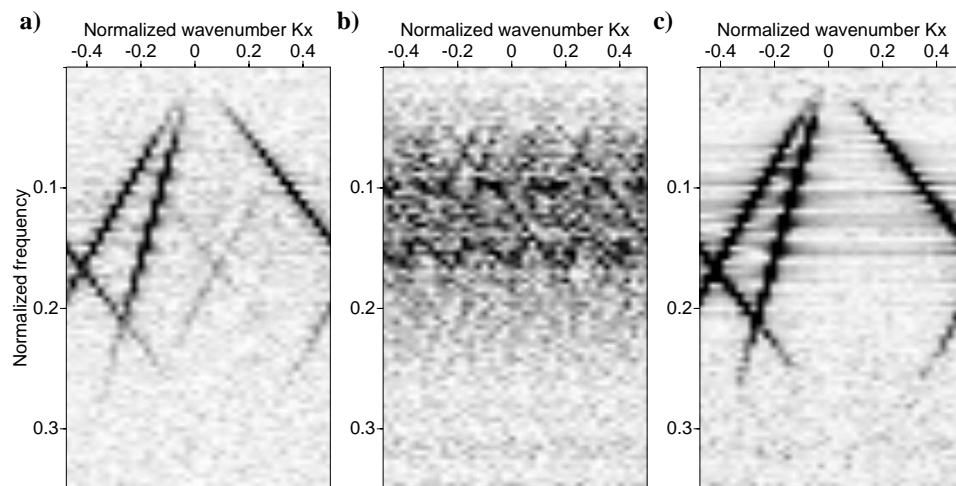 a) Normalized wavenumber Kx b) Normalized wavenumber Kx c) Normalized wavenumber Kx
-0.4 -0.2 0 0.2 0.4 -0.4 -0.2 0 0.2 0.4 -0.4 -0.2 0 0.2 0.4
0.1 0.1 0.1
Normalized frequency
0.2 0.2 0.2
0.3 0.3 0.3